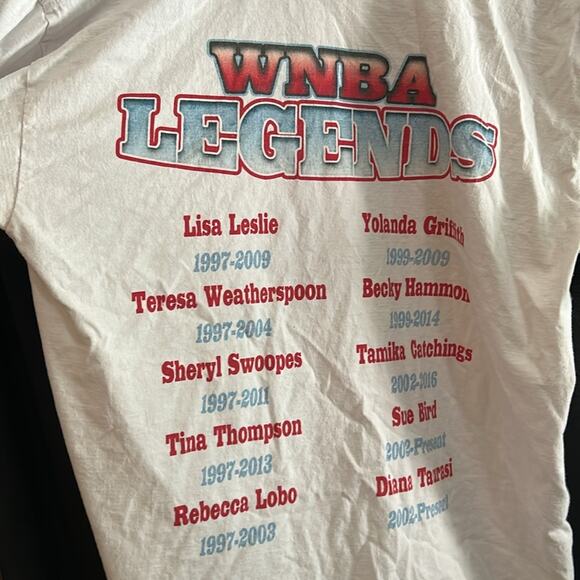 WNBA
LEGENDS
Lisa Leslie
1997-2009
Teresa Weatherspoon
1997-2004
Sheryl Swoopes
1997-2011
Tina Thompson
1997-2013
Rebecca Lobo
1997-2003
Yolanda Griffith
1999-2009
Becky Hammon
1999-2014
Tamika Catchings
2002-2016
Sue Bird
2002-Present
Diana Taurasi
2002-Present